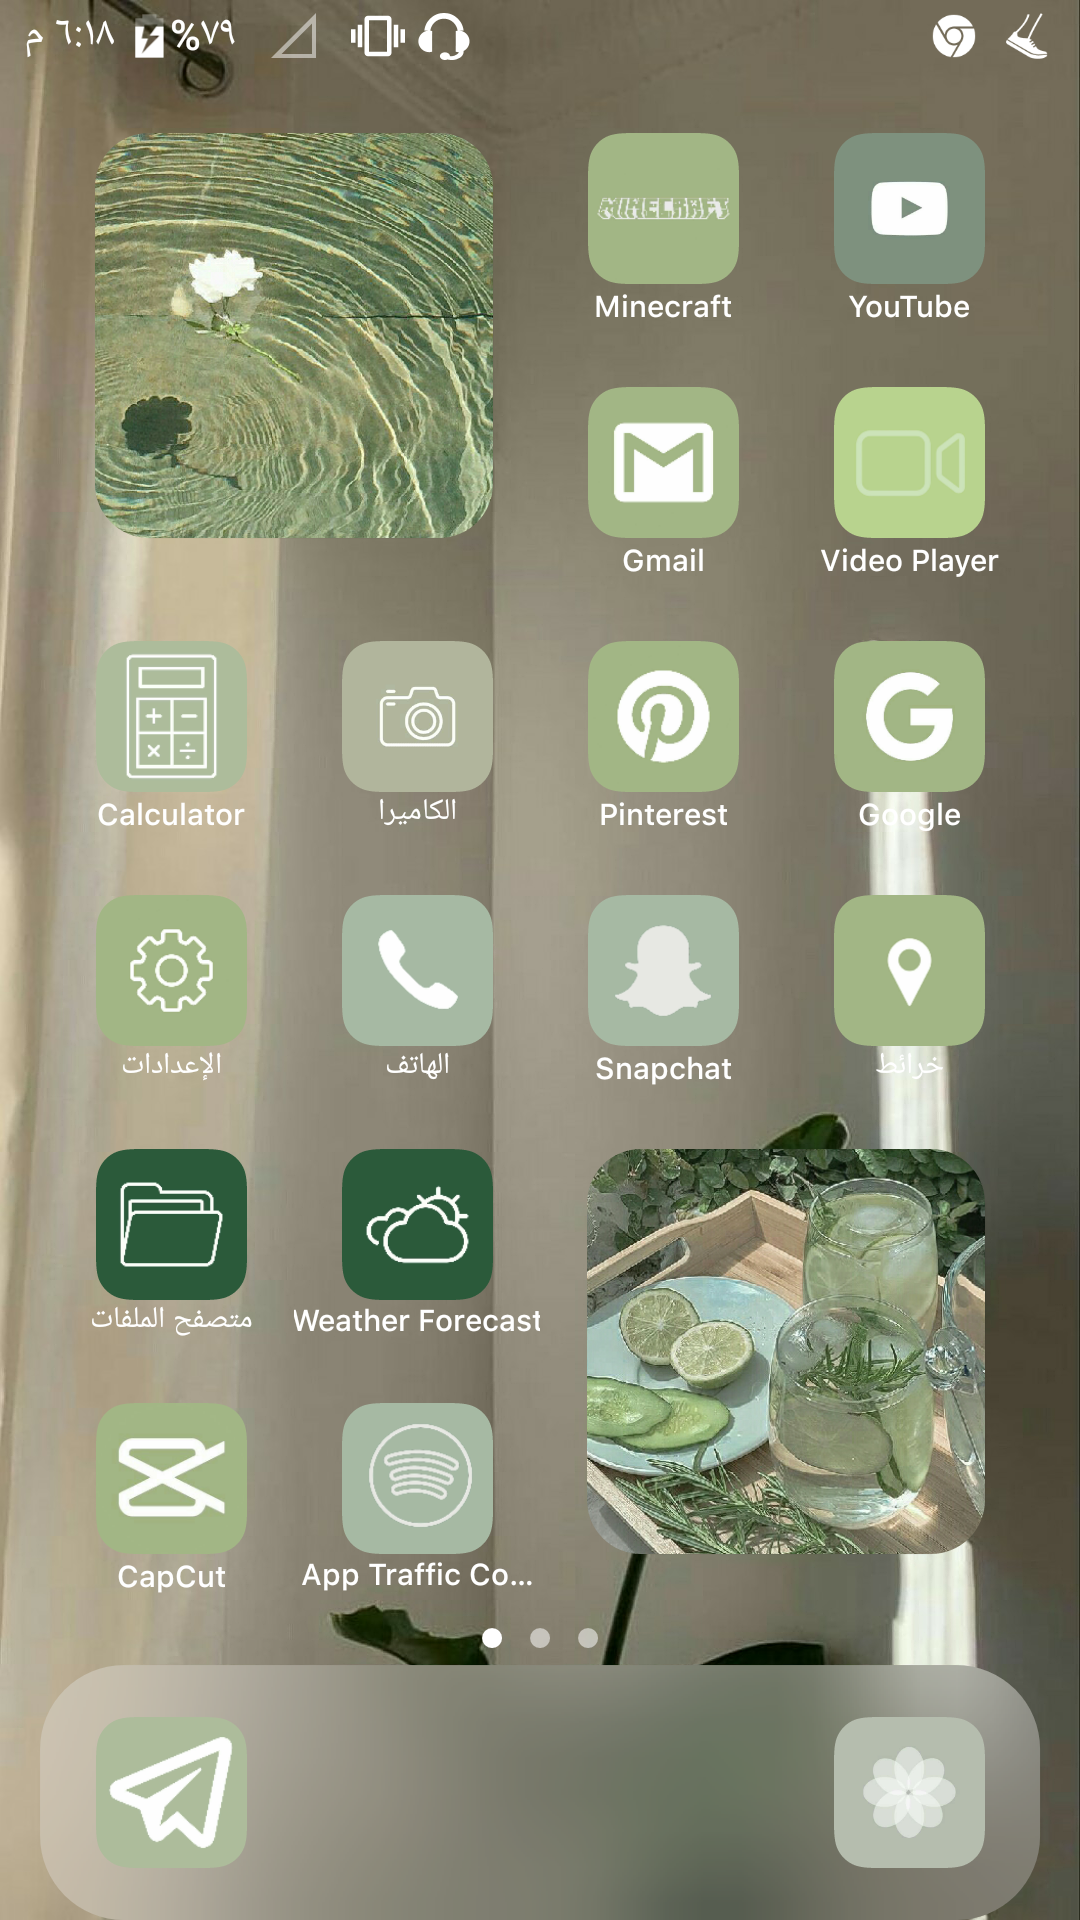 ٦:١٨ م
%٧٩
MINECRAFT
Minecraft
YouTube
Gmail
Video Player
Calculator
الكاميرا
Pinterest
Google
الإعدادات
الهاتف
Snapchat
خرائط
متصفح الملفات
Weather Forecast
CapCut
App Traffic Co...